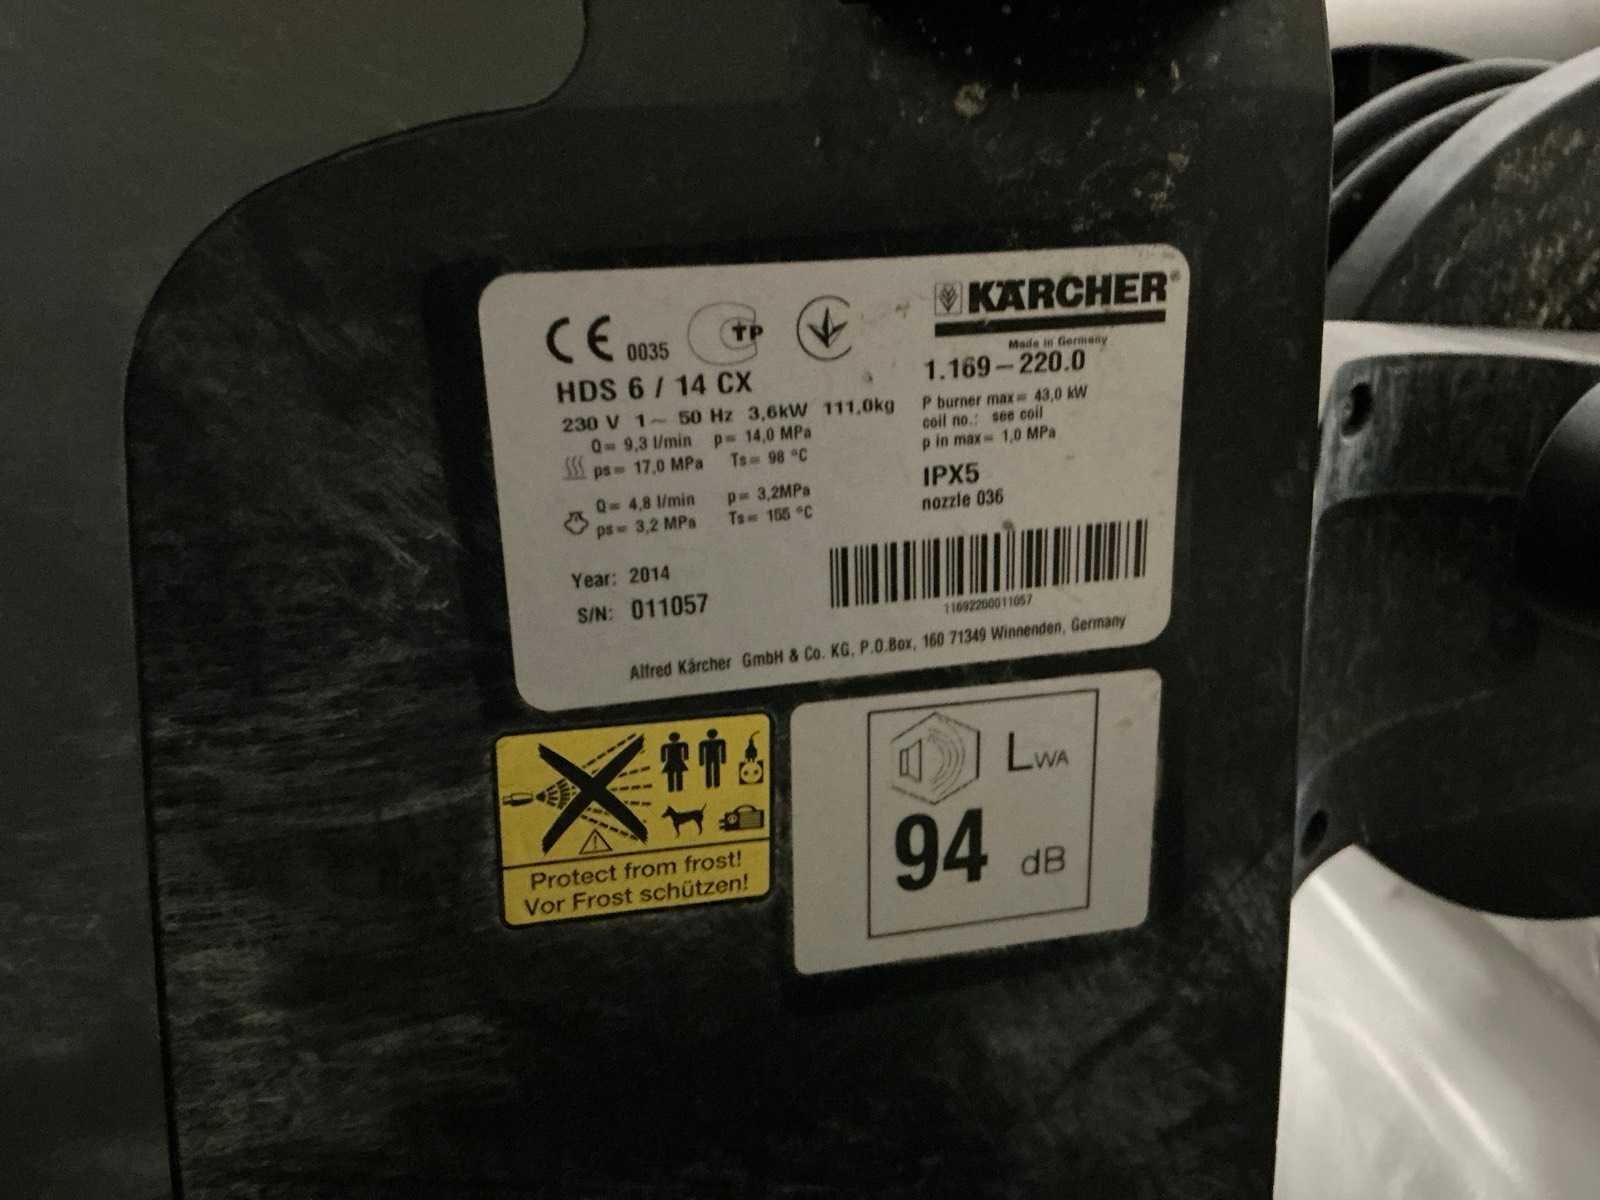 CE 0035 TP
KÄRCHER®
Made in Germany
HDS 6 / 14 CX
1.169-220.0
230 V 1~ 50 Hz 3,6kW 111,0kg
P burner max= 43,0 kW
Q= 9,3 l/min p= 14,0 MPa
coil no.: see coil
ps= 17,0 MPa Ts= 98 °C
p in max= 1,0 MPa
IPX5
Q= 4,8 l/min p= 3,2MPa
nozzle 036
ps= 3,2 MPa Ts= 155 °C
Year: 2014
S/N: 011057
11692200011057
Alfred Kärcher GmbH & Co. KG, P.O.Box, 160 71349 Winnenden, Germany
Protect from frost!
Vor Frost schützen!
LWA
94 dB